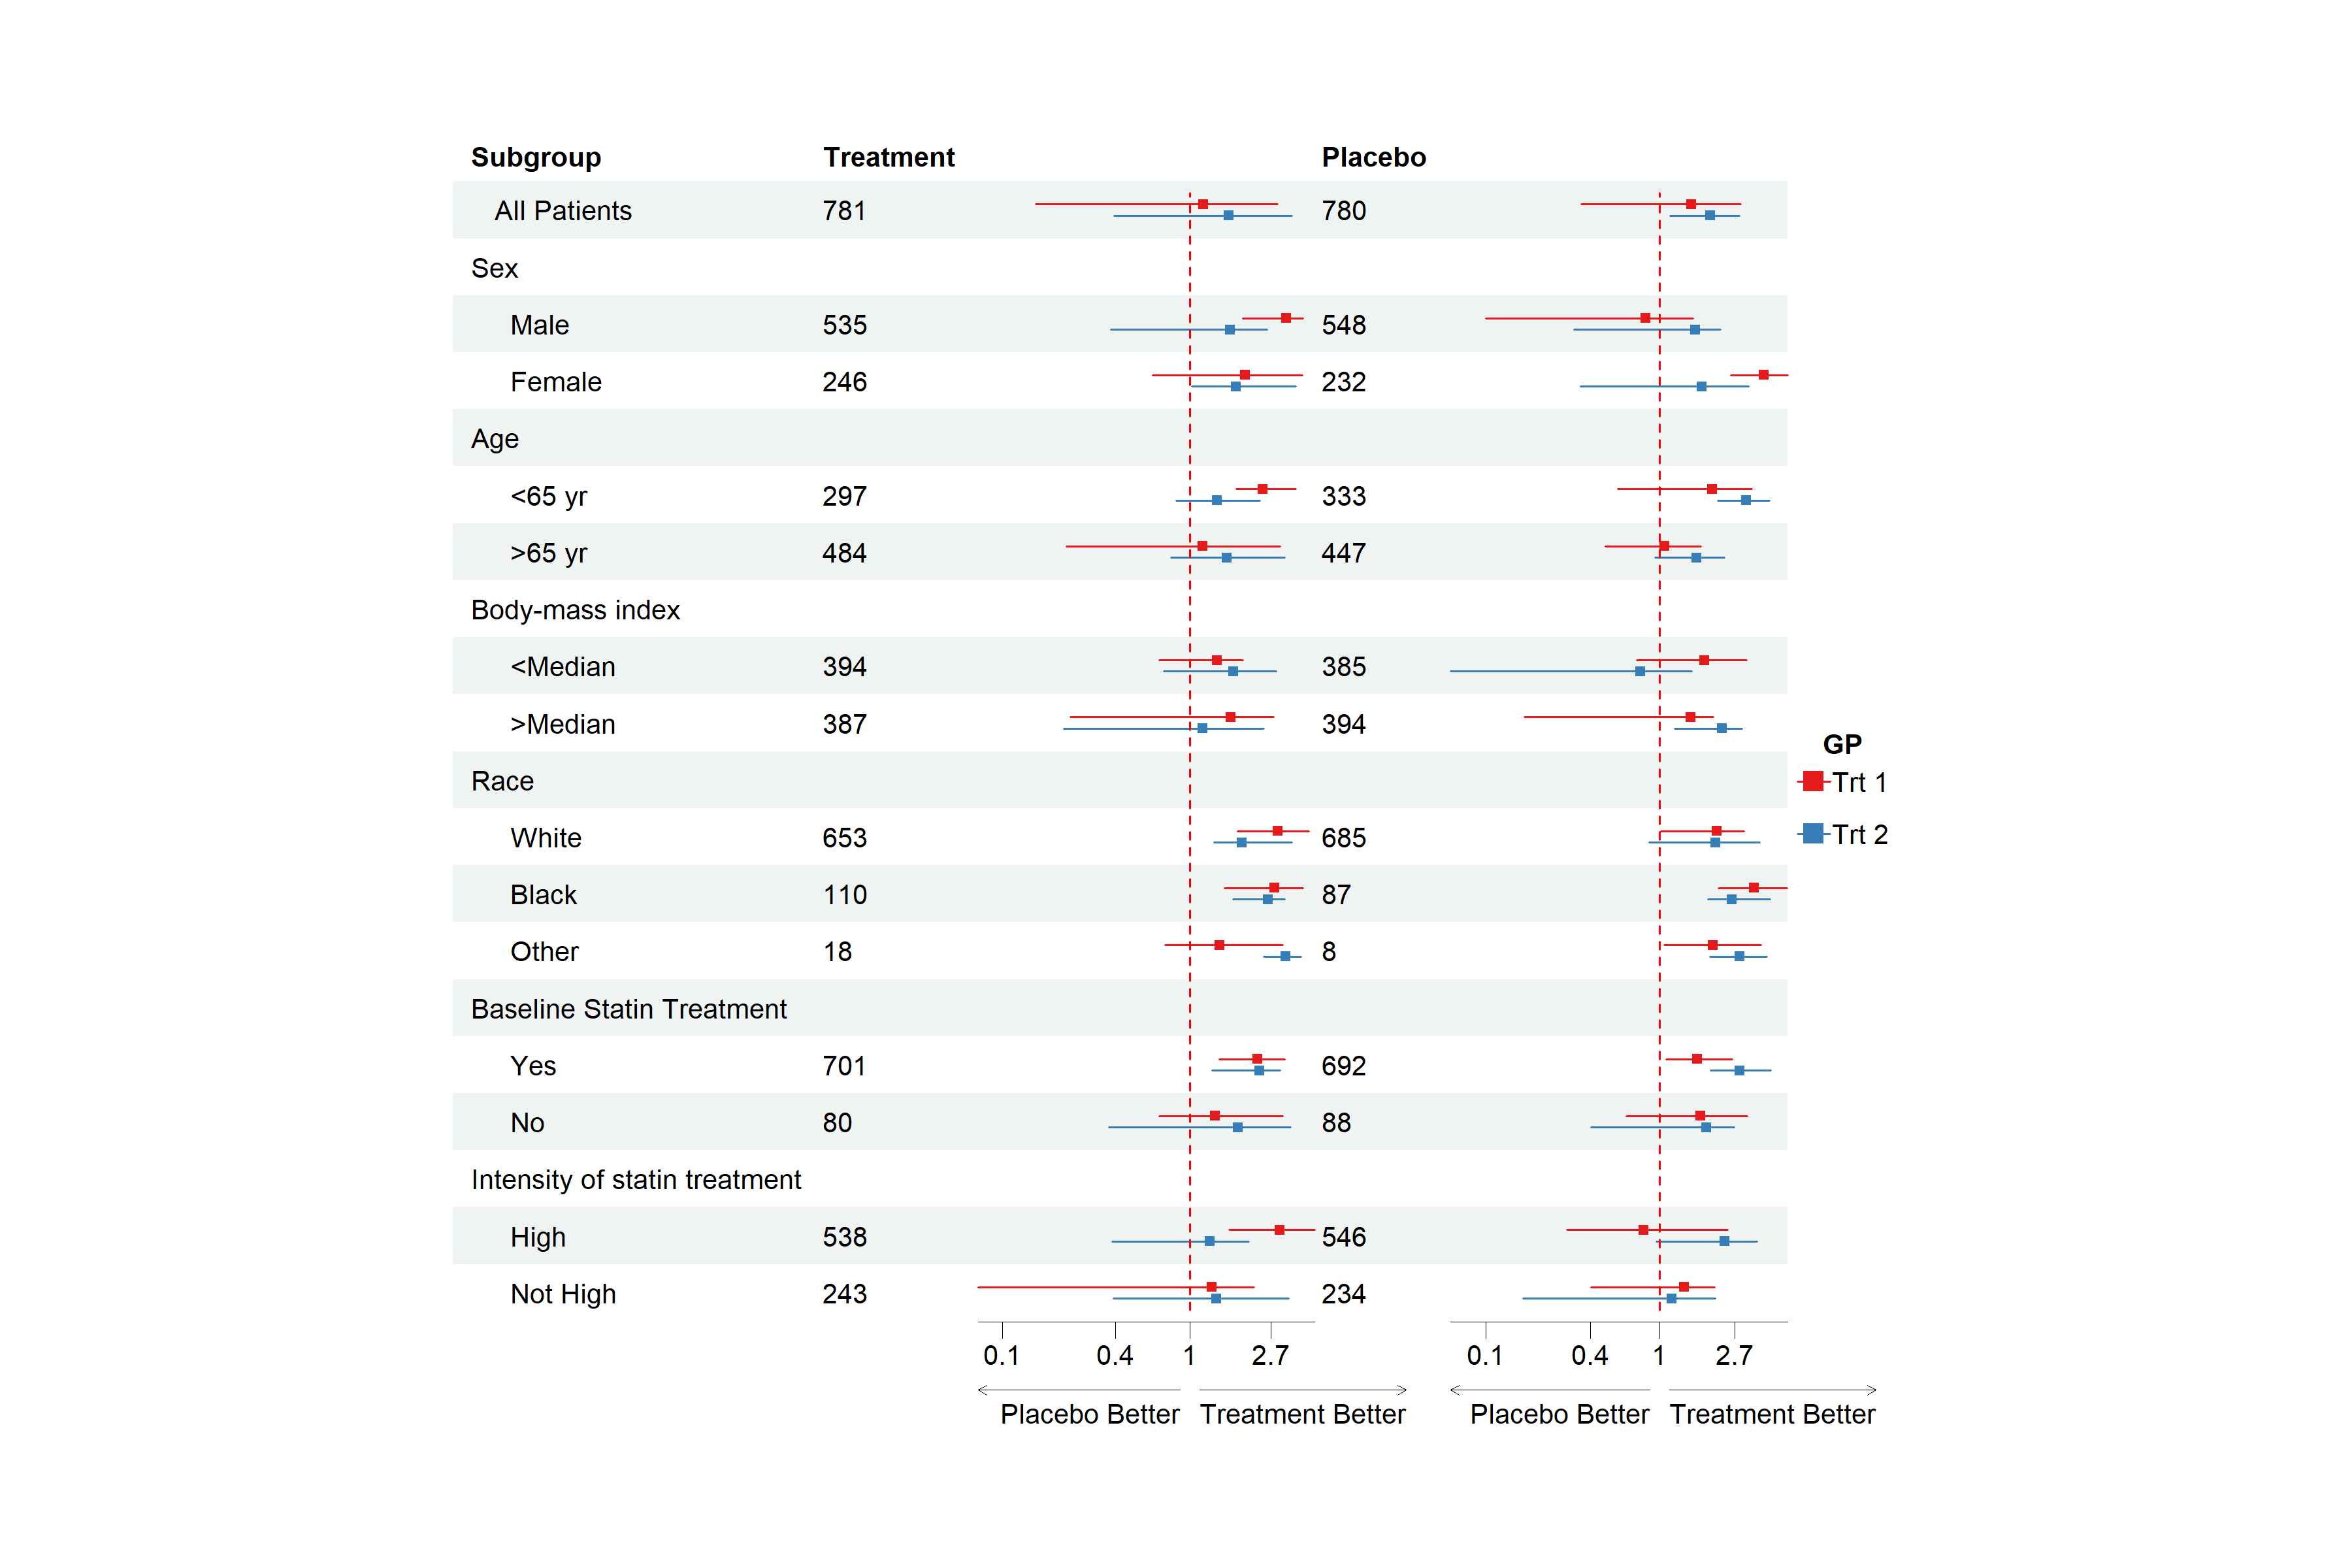 Subgroup Treatment Placebo
All Patients 781 780
Sex
Male 535 548
Female 246 232
Age
<65 yr 297 333
>65 yr 484 447
Body-mass index
<Median 394 385
>Median 387 394
Race
White 653 685
Black 110 87
Other 18 8
Baseline Statin Treatment
Yes 701 692
No 80 88
Intensity of statin treatment
High 538 546
Not High 243 234
0.1 0.4 1 2.7 0.1 0.4 1 2.7
Placebo Better Treatment Better Placebo Better Treatment Better
GP
Trt 1
Trt 2